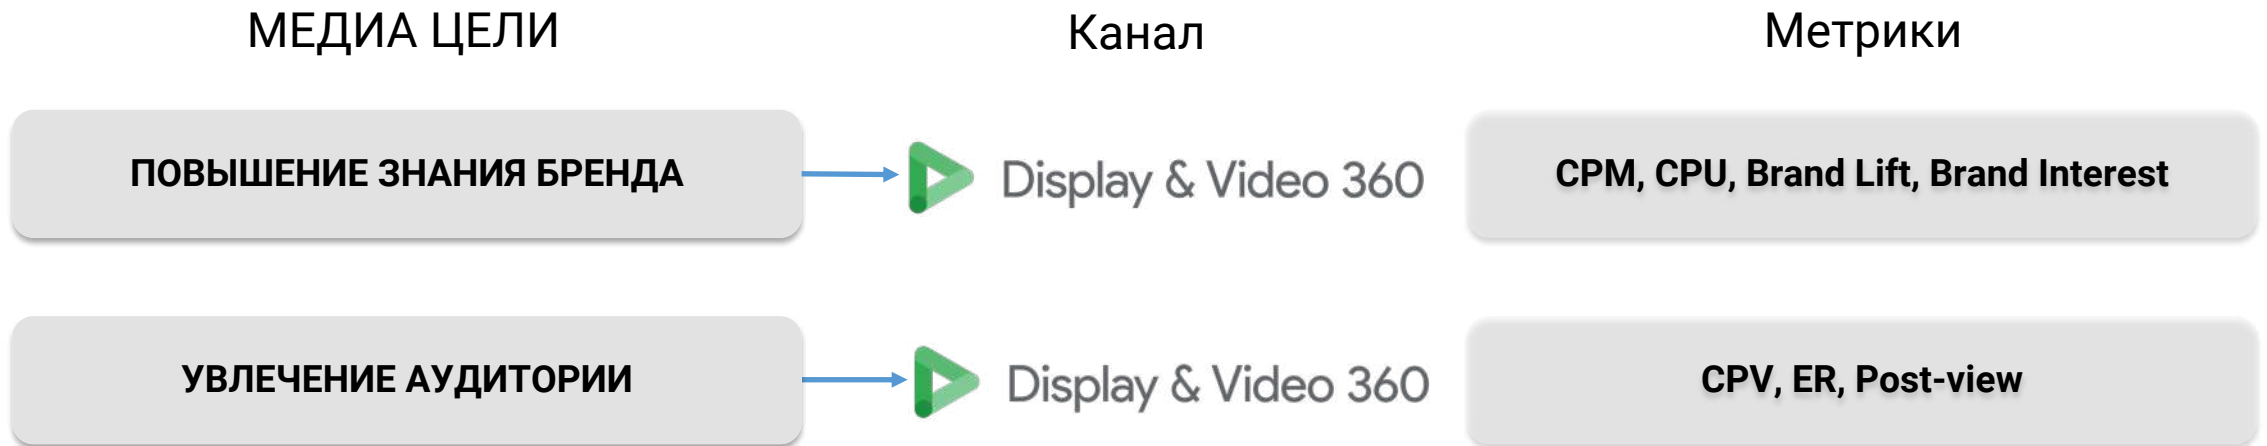 МЕДИА ЦЕЛИ
Канал
Метрики
ПОВЫШЕНИЕ ЗНАНИЯ БРЕНДА
Display & Video 360
CPM, CPU, Brand Lift, Brand Interest
УВЛЕЧЕНИЕ АУДИТОРИИ
Display & Video 360
CPV, ER, Post-view